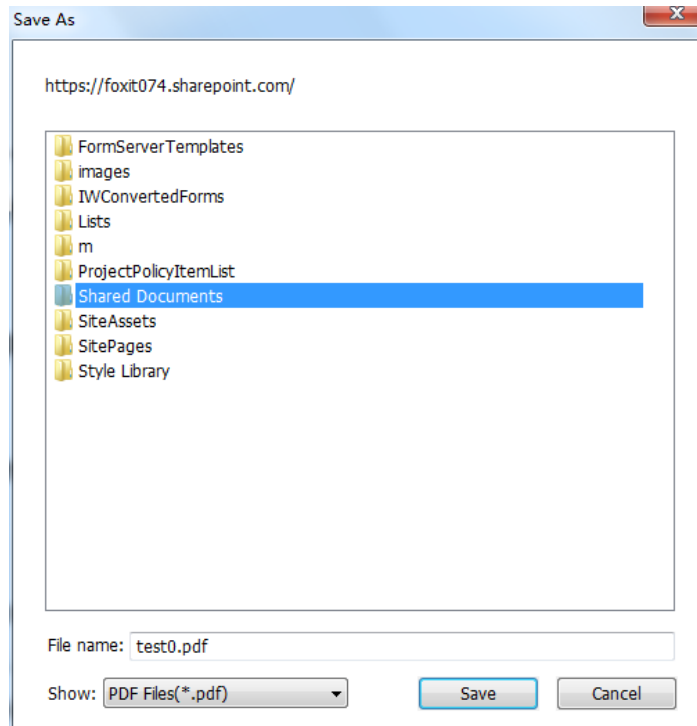 Save As
https://foxit074.sharepoint.com/
FormServerTemplates
images
IWConvertedForms
Lists
m
ProjectPolicyItemList
Shared Documents
SiteAssets
SitePages
Style Library
File name: test0.pdf
Show: PDF Files(*.pdf) Save Cancel